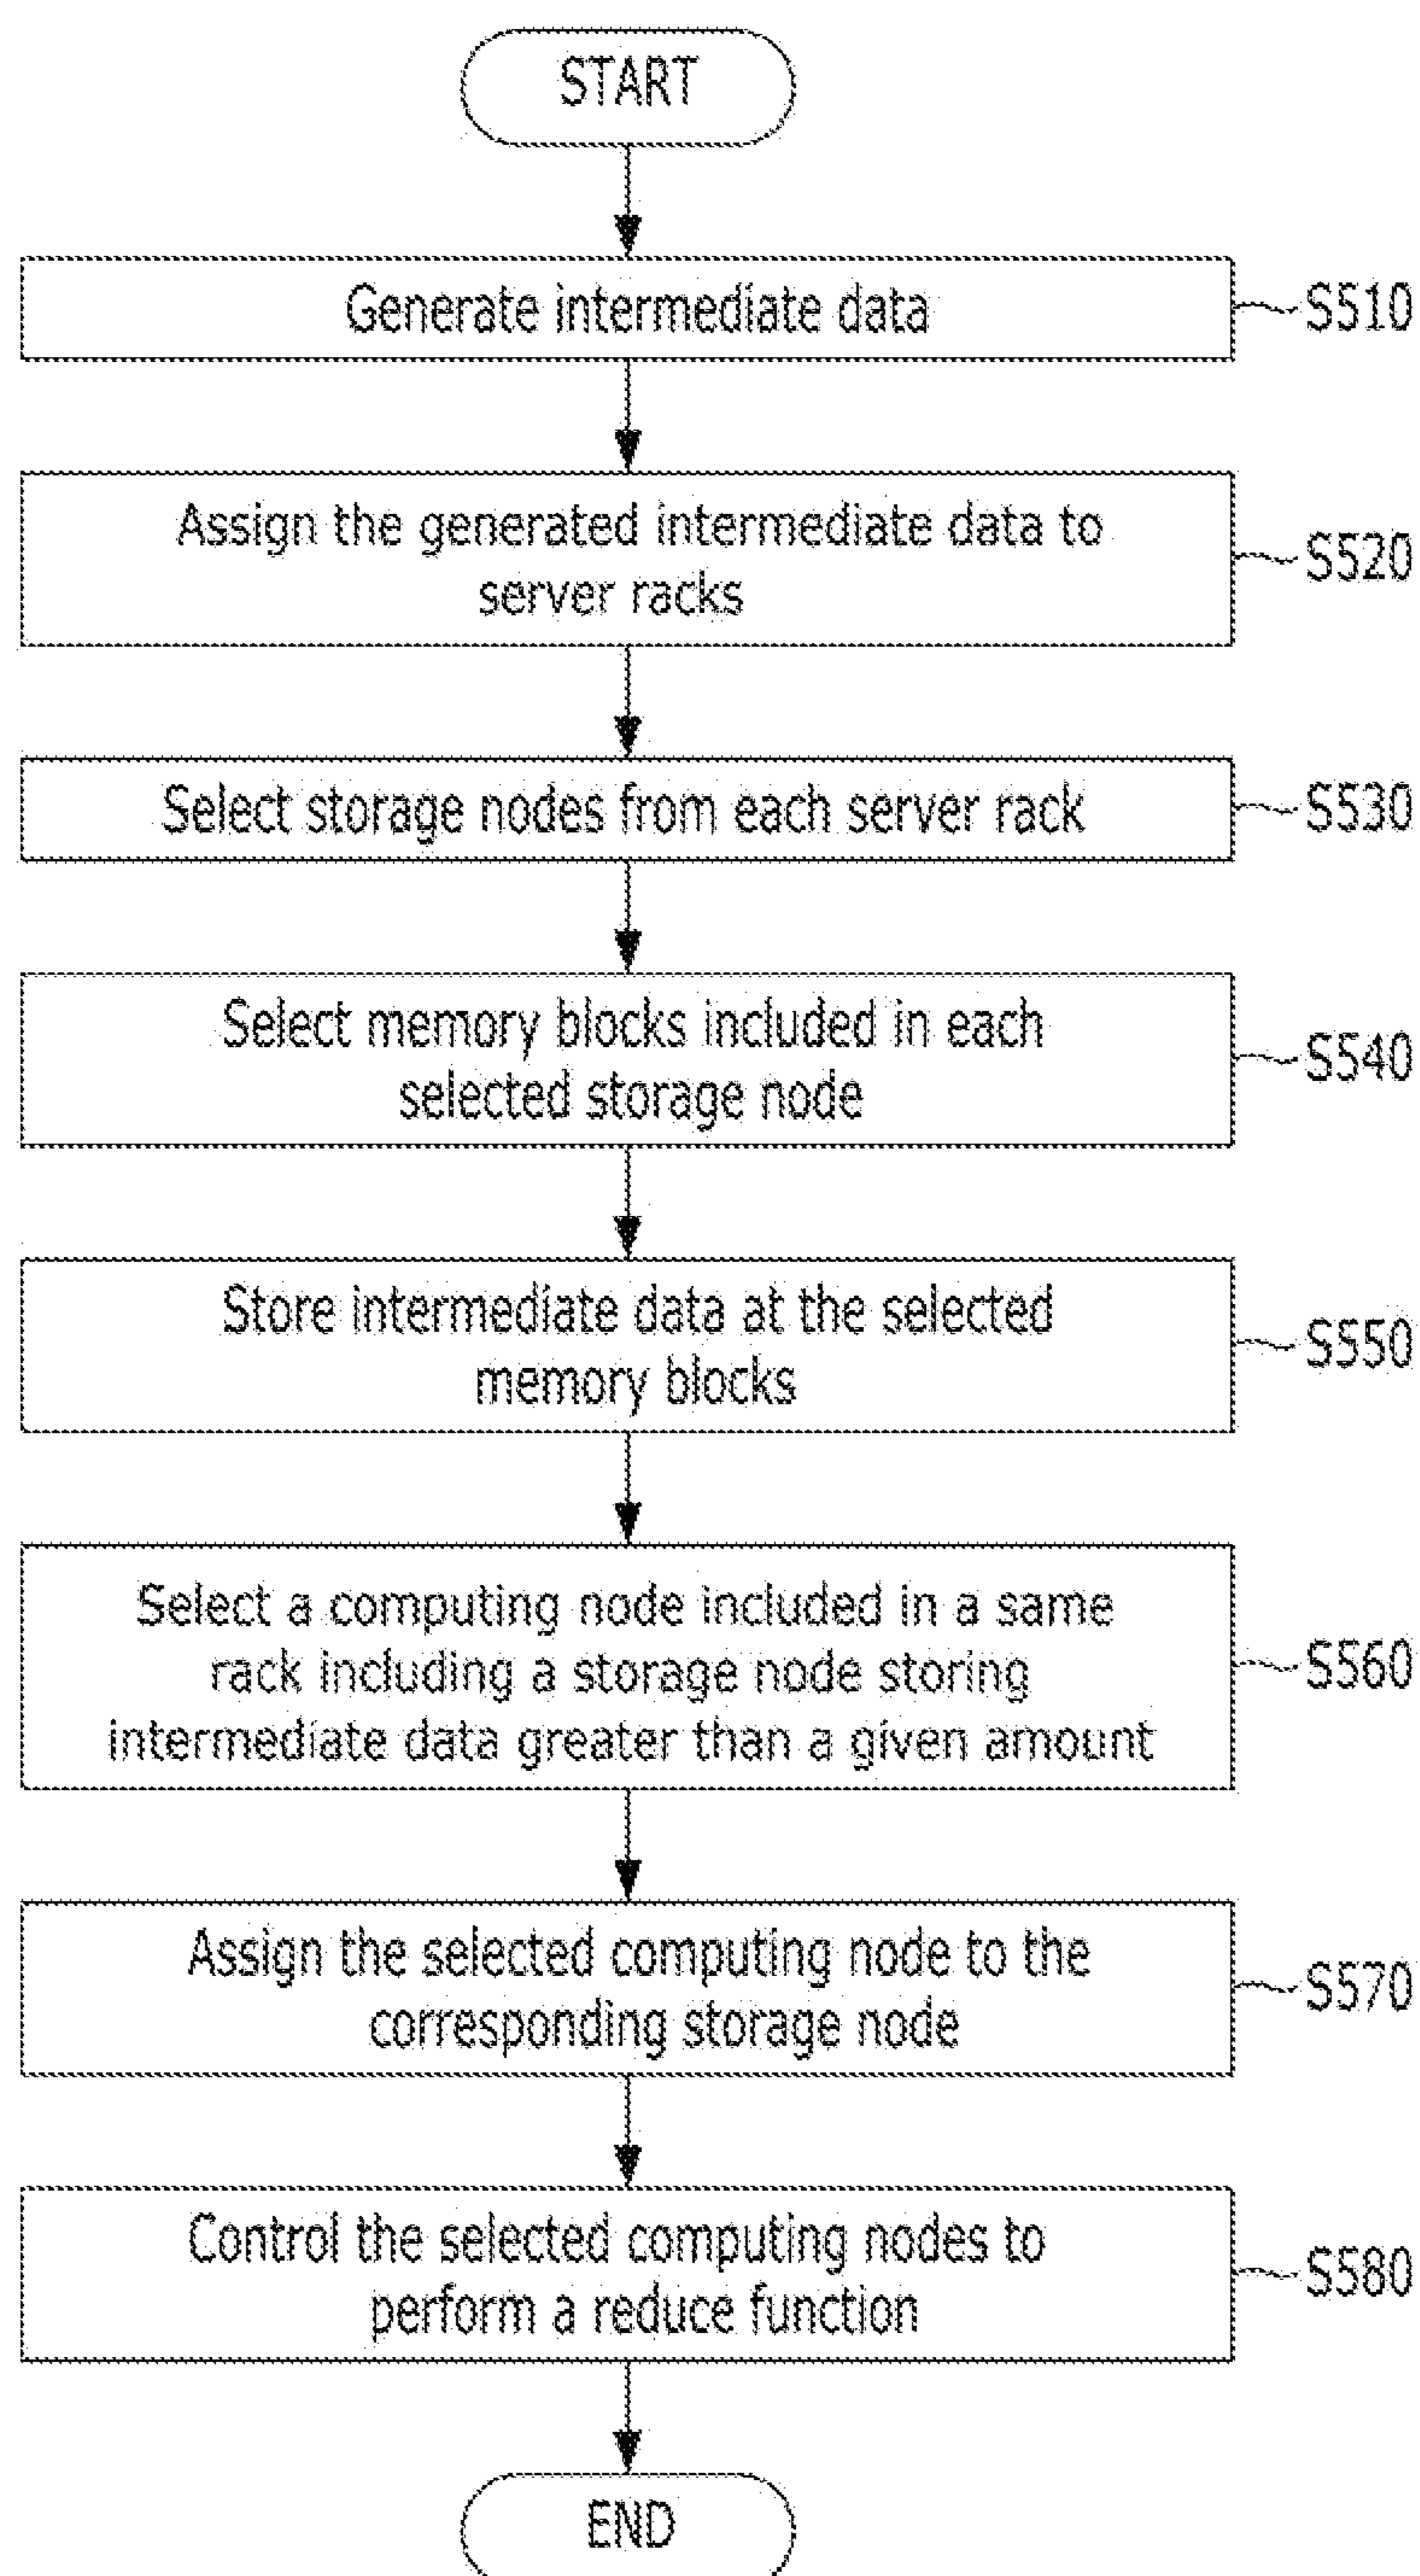 START
Generate intermediate data
S510
Assign the generated intermediate data to
server racks
S520
Select storage nodes from each server rack
S530
Select memory blocks included in each
selected storage node
S540
Store intermediate data at the selected
memory blocks
S550
Select a computing node included in a same
rack including a storage node storing
intermediate data greater than a given amount
S560
Assign the selected computing node to the
corresponding storage node
S570
Control the selected computing nodes to
perform a reduce function
S580
END